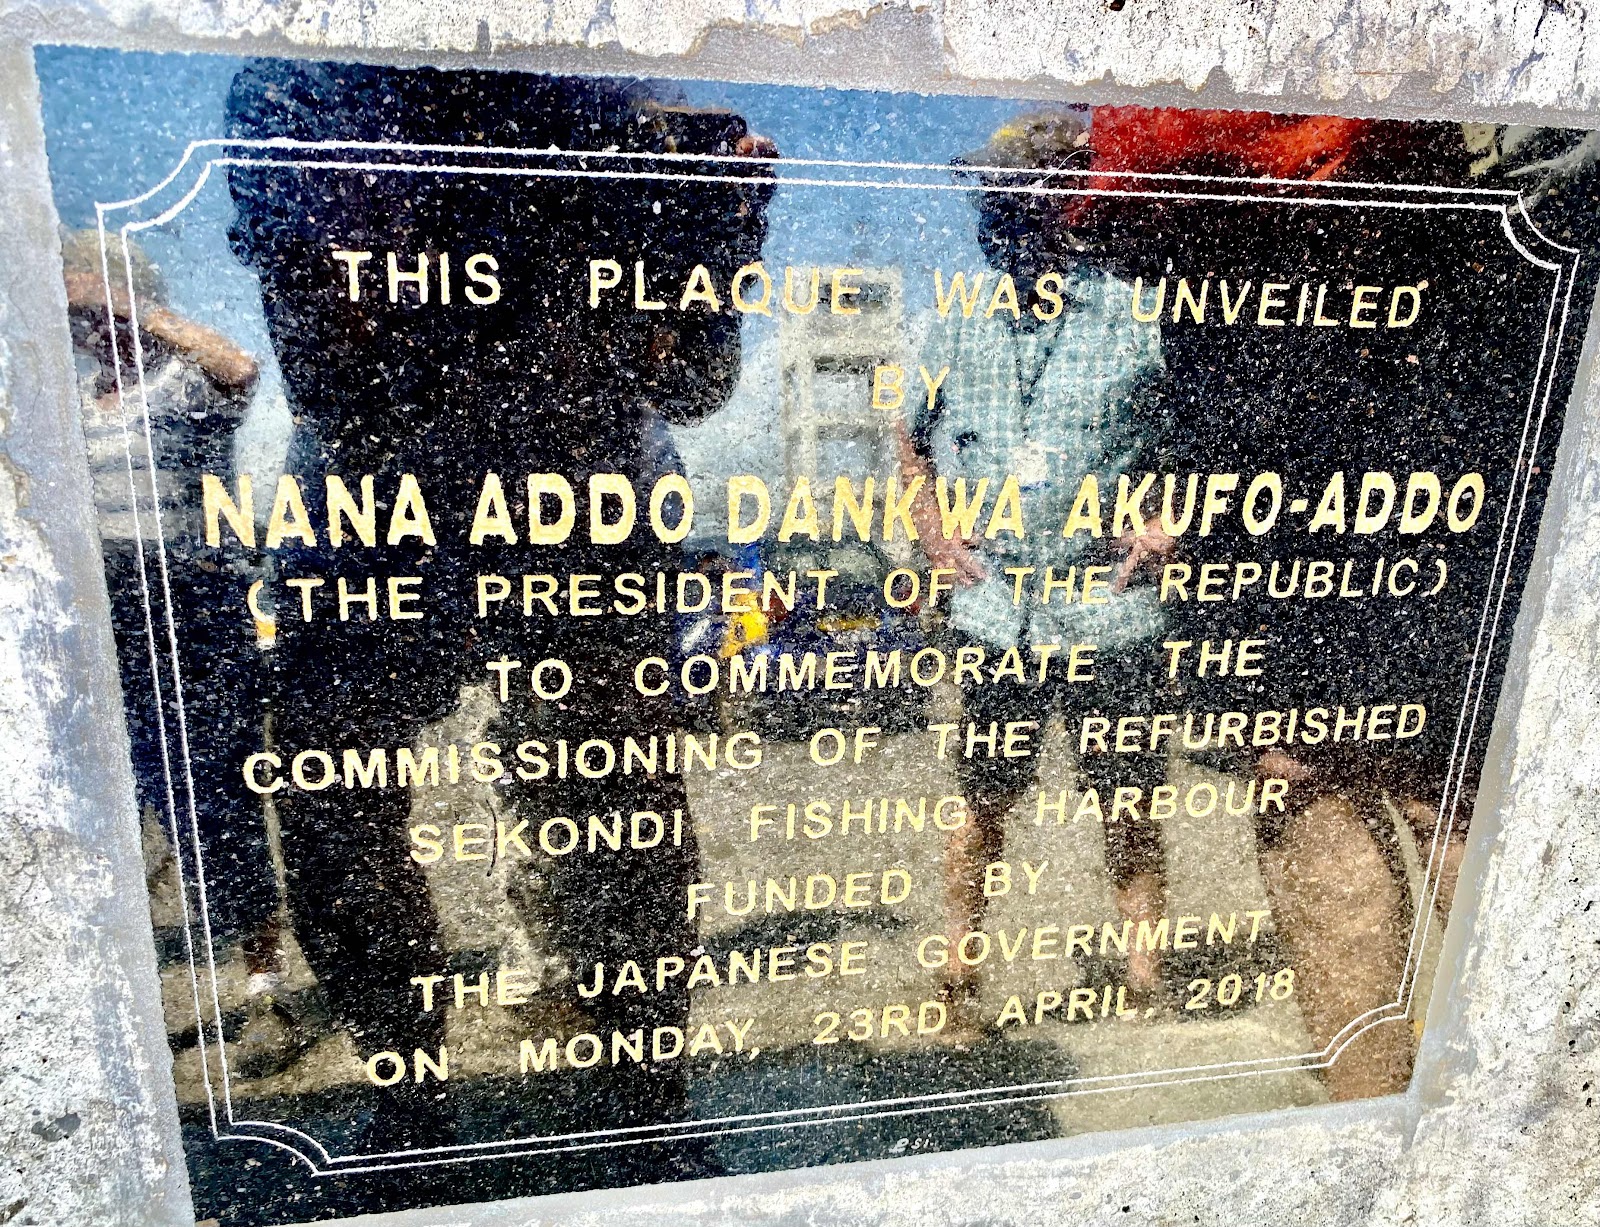 THIS PLAQUE WAS UNVEILED
BY
NANA ADDO DANKWA AKUFO-ADDO
(THE PRESIDENT OF THE REPUBLIC)
TO COMMEMORATE THE
COMMISSIONING OF THE REFURBISHED
SEKONDI FISHING HARBOUR
FUNDED BY
THE JAPANESE GOVERNMENT
ON MONDAY, 23RD APRIL, 2018